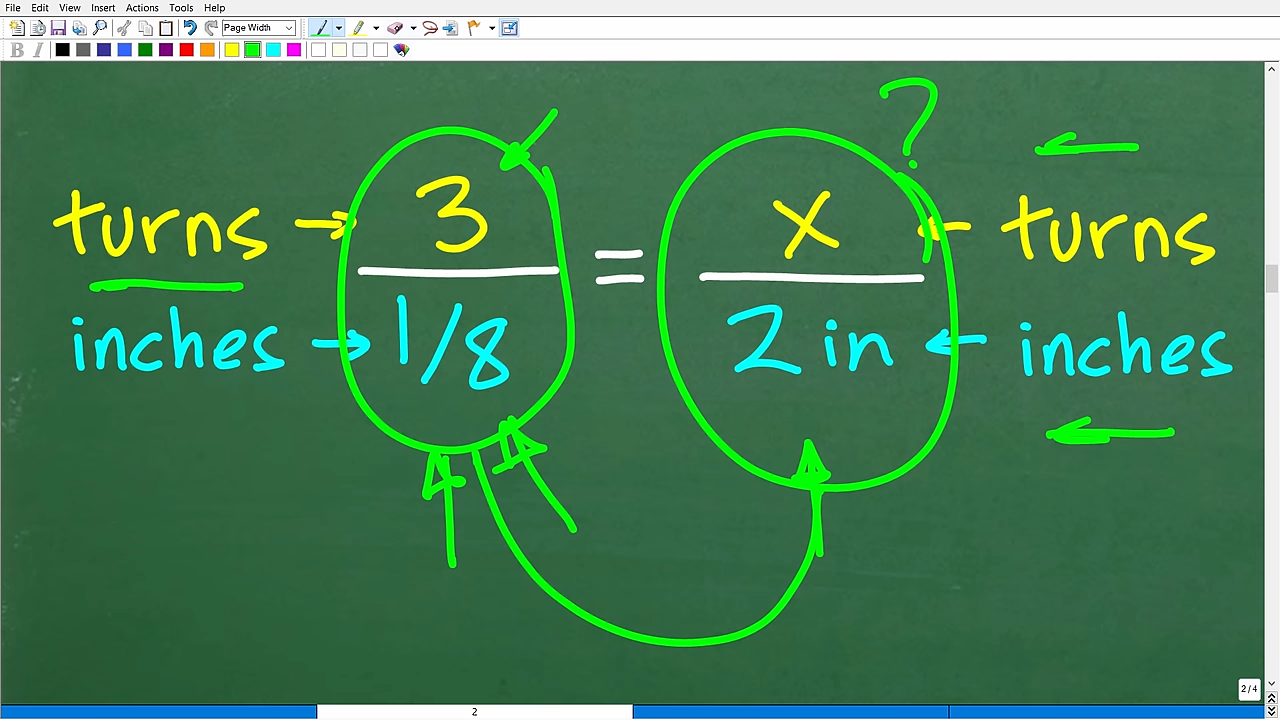 File Edit View Insert Actions Tools Help
Page Width
B I
?
turns → 3 = x ← turns
inches → 1/8 2 in ← inches
2/4
2